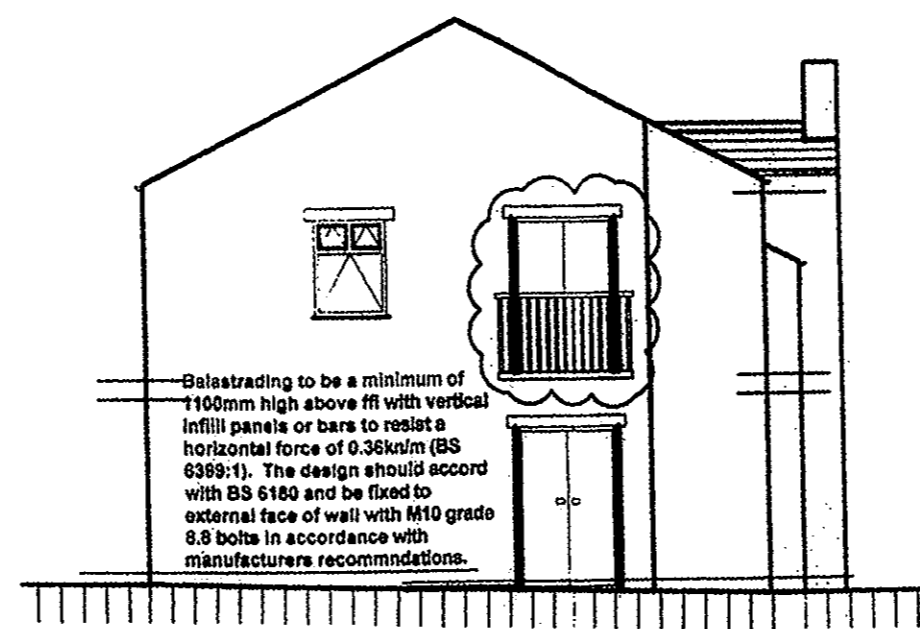 Balastrading to be a minimum of
1100mm high above ffl with vertical
infill panels or bars to resist a
horizontal force of 0.36kn/m (BS
6399:1). The design should accord
with BS 6180 and be fixed to
external face of wall with M10 grade
8.8 bolts in accordance with
manufacturers recommndations.